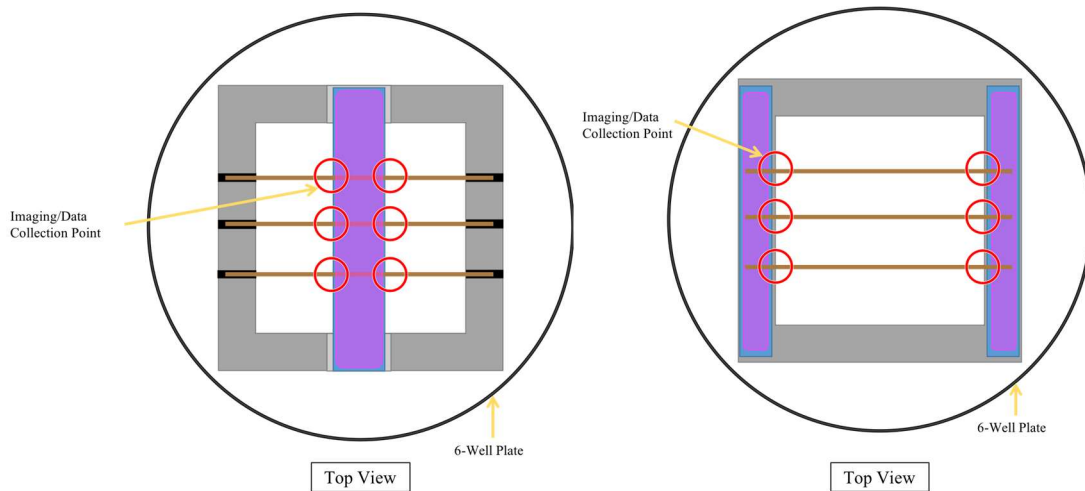 Imaging/Data
Collection Point
6-Well Plate
Top View
Imaging/Data
Collection Point
6-Well Plate
Top View